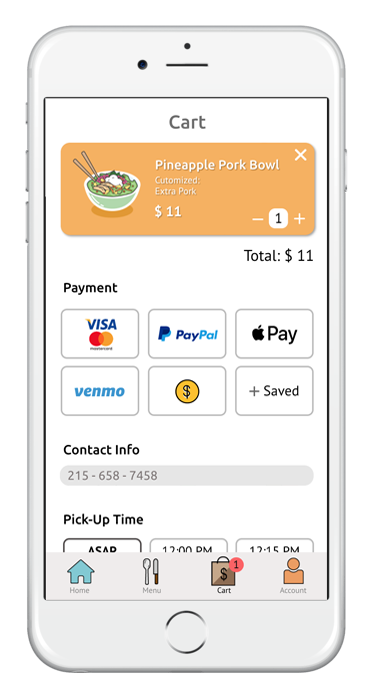 Cart
Pineapple Pork Bowl
Cutomized:
Extra Pork
$ 11
1
Total: $ 11
Payment
VISA
mastercard
PayPal
Pay
venmo
$
+ Saved
Contact Info
215 - 658 - 7458
Pick-Up Time
ASAP
12:00 PM
12:15 PM
1
$
Home
Menu
Cart
Account